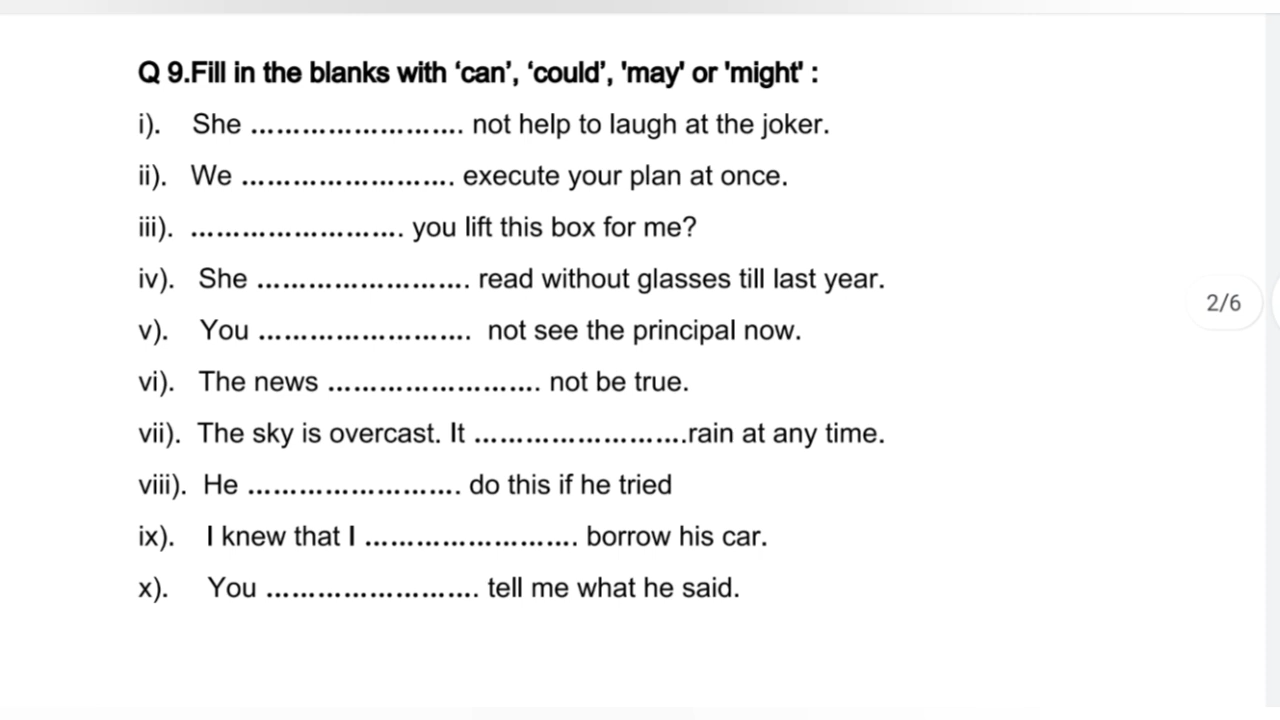 Q 9.Fill in the blanks with ‘can’, ‘could’, 'may' or 'might' :
i). She ......................... not help to laugh at the joker.
ii). We ......................... execute your plan at once.
iii). ......................... you lift this box for me?
iv). She ......................... read without glasses till last year.
v). You ......................... not see the principal now.
vi). The news ......................... not be true.
vii). The sky is overcast. It .........................rain at any time.
viii). He ......................... do this if he tried
ix). I knew that I ......................... borrow his car.
x). You ......................... tell me what he said.
2/6